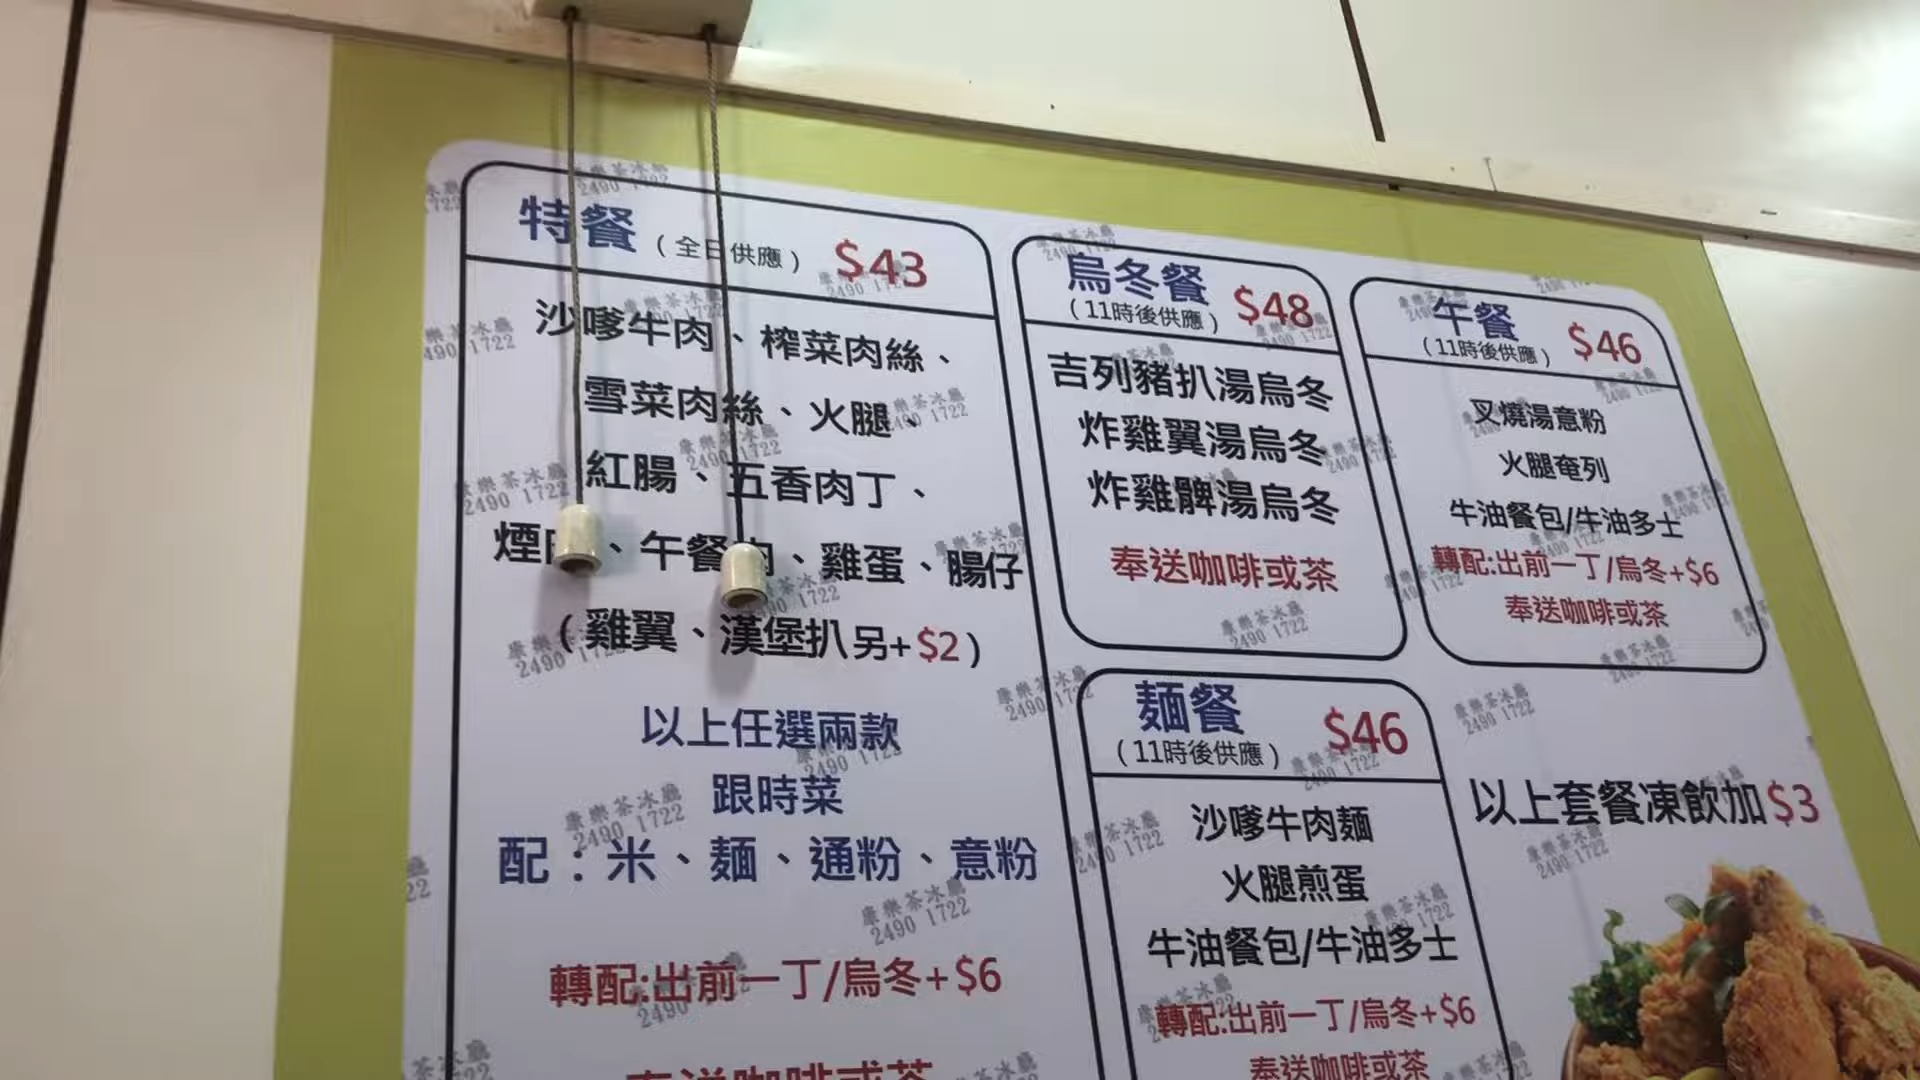 特餐（全日供應）$43
沙嗲牛肉、榨菜肉絲、
雪菜肉絲、火腿、
紅腸、五香肉丁、
煙肉、午餐肉、雞蛋、腸仔
（雞翼、漢堡扒另+$2）
以上任選兩款
跟時菜
配：米、麵、通粉、意粉
轉配:出前一丁/烏冬+$6
奉送咖啡或茶
烏冬餐
（11時後供應）$48
吉列豬扒湯烏冬
炸雞翼湯烏冬
炸雞髀湯烏冬
奉送咖啡或茶
午餐
（11時後供應）$46
叉燒湯意粉
火腿奄列
牛油餐包/牛油多士
轉配:出前一丁/烏冬+$6
奉送咖啡或茶
麵餐
（11時後供應）$46
沙嗲牛肉麵
火腿煎蛋
牛油餐包/牛油多士
轉配:出前一丁/烏冬+$6
奉送咖啡或茶
以上套餐凍飲加$3
康樂茶冰廳
2490 1722